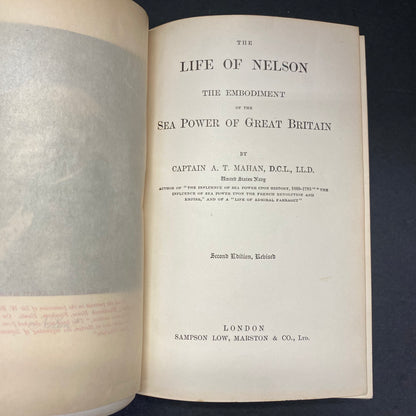 THE
LIFE OF NELSON
THE EMBODIMENT
OF THE
SEA POWER OF GREAT BRITAIN
BY
CAPTAIN A. T. MAHAN, D.C.L., LL.D.
United States Navy
AUTHOR OF "THE INFLUENCE OF SEA POWER UPON HISTORY, 1660-1783" "THE
INFLUENCE OF SEA POWER UPON THE FRENCH REVOLUTION AND
EMPIRE," AND OF A "LIFE OF ADMIRAL FARRAGUT"
Second Edition, Revised
LONDON
SAMPSON LOW, MARSTON & CO., LTD.